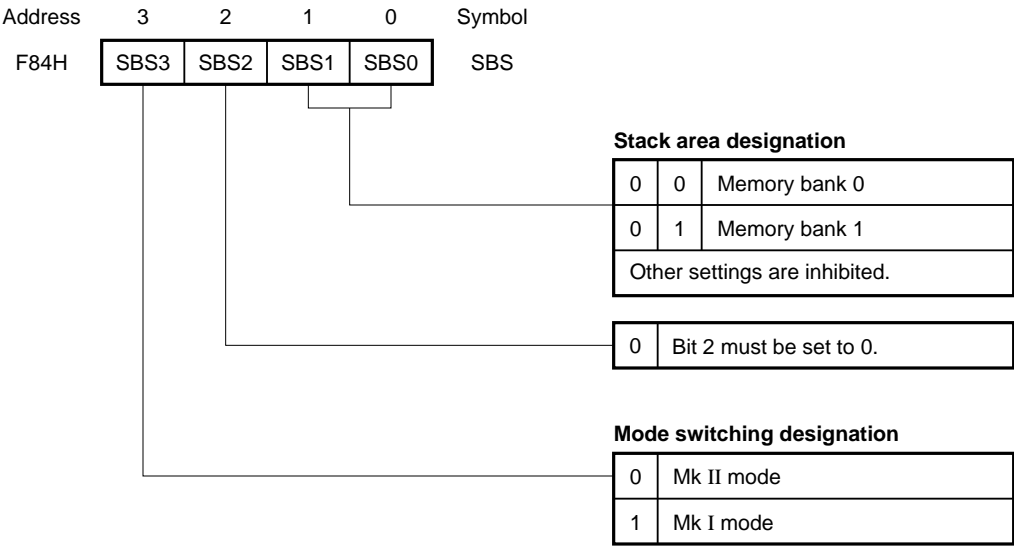 Address 3 2 1 0 Symbol
F84H SBS3 SBS2 SBS1 SBS0 SBS
Stack area designation
0 0 Memory bank 0
0 1 Memory bank 1
Other settings are inhibited.
0 Bit 2 must be set to 0.
Mode switching designation
0 Mk II mode
1 Mk I mode